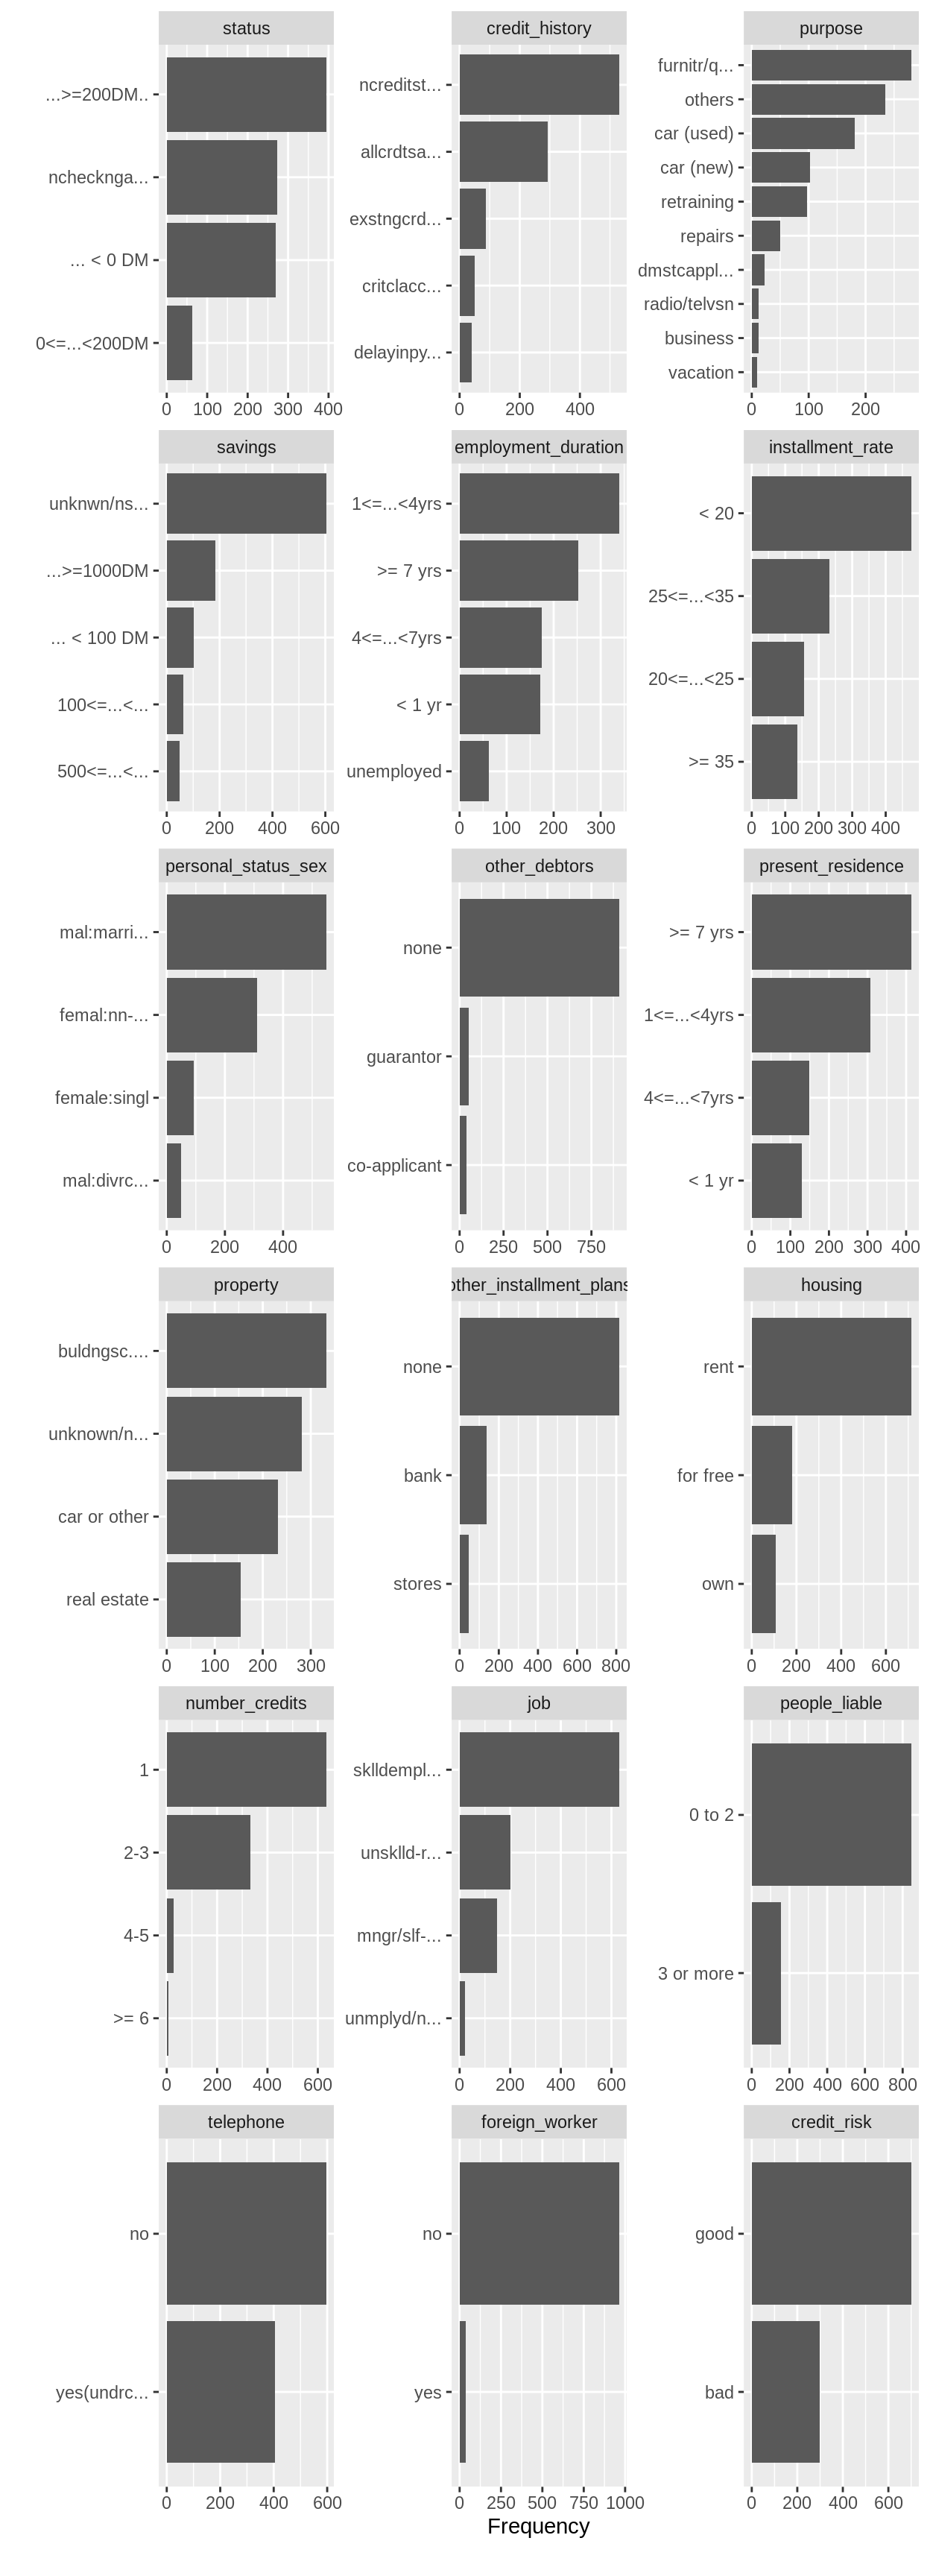 status
...>=200DM..
nchecknga...
... < 0 DM
0<=...<200DM
0 100 200 300 400
credit_history
ncreditst...
allcrdtsa...
exstngcrd...
critclacc...
delayinpy...
0 200 400
purpose
furnitr/q...
others
car (used)
car (new)
retraining
repairs
dmstcappl...
radio/telvsn
business
vacation
0 100 200
savings
unknwn/ns...
...>=1000DM
... < 100 DM
100<=...<...
500<=...<...
0 200 400 600
employment_duration
1<=...<4yrs
>= 7 yrs
4<=...<7yrs
< 1 yr
unemployed
0 100 200 300
installment_rate
< 20
25<=...<35
20<=...<25
>= 35
0 100 200 300 400
personal_status_sex
mal:marri...
femal:nn-...
female:singl
mal:divrc...
0 200 400
other_debtors
none
guarantor
co-applicant
0 250 500 750
present_residence
>= 7 yrs
1<=...<4yrs
4<=...<7yrs
< 1 yr
0 100 200 300 400
property
buldngsc....
unknown/n...
car or other
real estate
0 100 200 300
other_installment_plans
none
bank
stores
0 200 400 600 800
housing
rent
for free
own
0 200 400 600
number_credits
1
2-3
4-5
>= 6
0 200 400 600
job
sklldempl...
unsklld-r...
mngr/slf-...
unmplyd/n...
0 200 400 600
people_liable
0 to 2
3 or more
0 200 400 600 800
telephone
no
yes(undrc...
0 200 400 600
foreign_worker
no
yes
0 250 500 750 1000
credit_risk
good
bad
0 200 400 600
Frequency